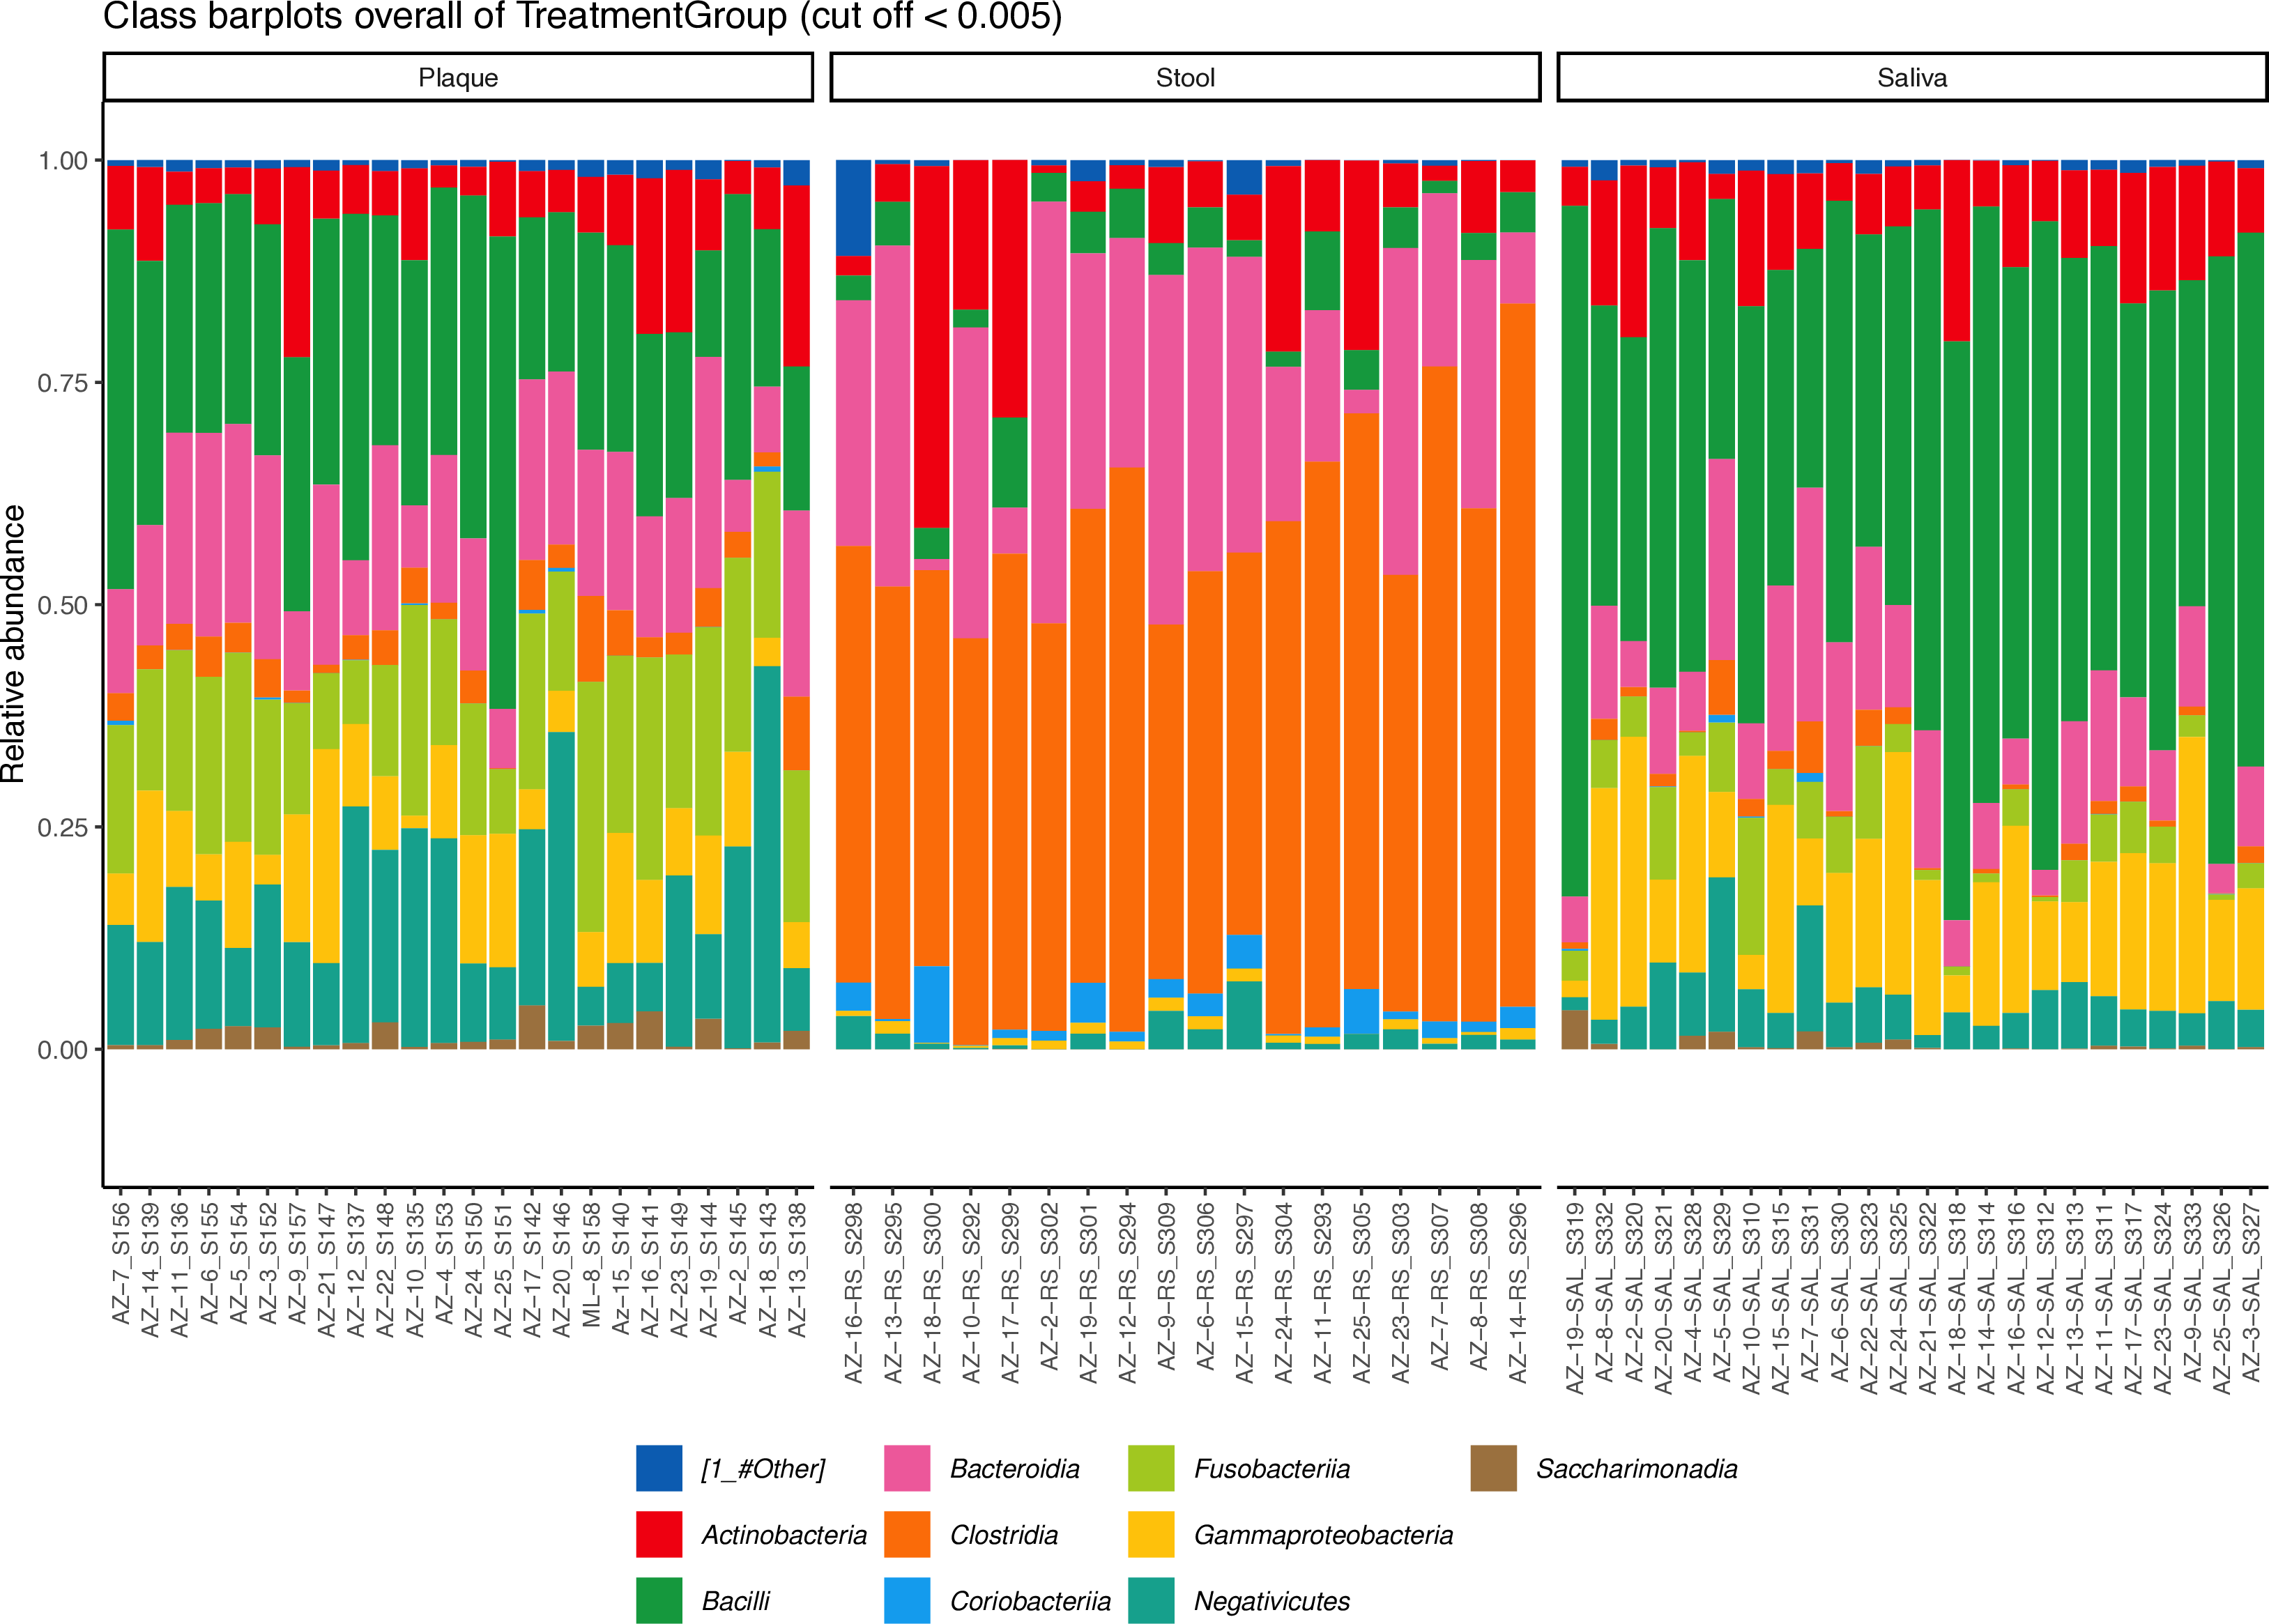 Class barplots overall of TreatmentGroup (cut off < 0.005)
Plaque
Stool
Saliva
Relative abundance
1.00
0.75
0.50
0.25
0.00
AZ−7_S156
AZ−14_S139
AZ−11_S136
AZ−6_S155
AZ−5_S154
AZ−3_S152
AZ−9_S157
AZ−21_S147
AZ−12_S137
AZ−22_S148
AZ−10_S135
AZ−4_S153
AZ−24_S150
AZ−25_S151
AZ−17_S142
AZ−20_S146
ML−8_S158
Az−15_S140
AZ−16_S141
AZ−23_S149
AZ−19_S144
AZ−2_S145
AZ−18_S143
AZ−13_S138
AZ−16−RS_S298
AZ−13−RS_S295
AZ−18−RS_S300
AZ−10−RS_S292
AZ−17−RS_S299
AZ−2−RS_S302
AZ−19−RS_S301
AZ−12−RS_S294
AZ−9−RS_S309
AZ−6−RS_S306
AZ−15−RS_S297
AZ−24−RS_S304
AZ−11−RS_S293
AZ−25−RS_S305
AZ−23−RS_S303
AZ−7−RS_S307
AZ−8−RS_S308
AZ−14−RS_S296
AZ−19−SAL_S319
AZ−8−SAL_S332
AZ−2−SAL_S320
AZ−20−SAL_S321
AZ−4−SAL_S328
AZ−5−SAL_S329
AZ−10−SAL_S310
AZ−15−SAL_S315
AZ−7−SAL_S331
AZ−6−SAL_S330
AZ−22−SAL_S323
AZ−24−SAL_S325
AZ−21−SAL_S322
AZ−18−SAL_S318
AZ−14−SAL_S314
AZ−16−SAL_S316
AZ−12−SAL_S312
AZ−13−SAL_S313
AZ−11−SAL_S311
AZ−17−SAL_S317
AZ−23−SAL_S324
AZ−9−SAL_S333
AZ−25−SAL_S326
AZ−3−SAL_S327
[1_#Other]
Actinobacteria
Bacilli
Bacteroidia
Clostridia
Coriobacteriia
Fusobacteriia
Gammaproteobacteria
Negativicutes
Saccharimonadia